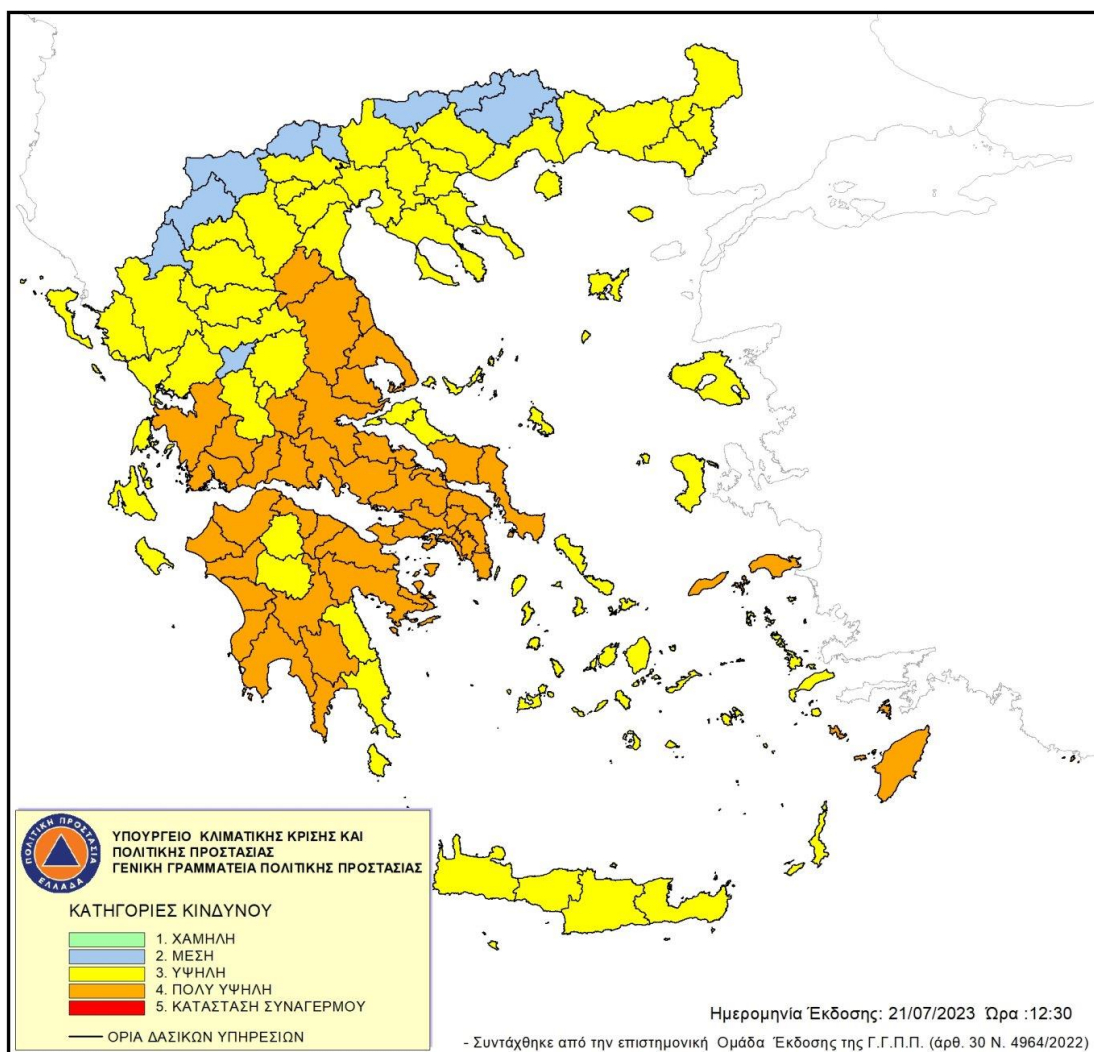 ΠΟΛΙΤΙΚΗ ΠΡΟΣΤΑΣΙΑ
ΕΛΛΑΔΑ
ΥΠΟΥΡΓΕΙΟ ΚΛΙΜΑΤΙΚΗΣ ΚΡΙΣΗΣ ΚΑΙ
ΠΟΛΙΤΙΚΗΣ ΠΡΟΣΤΑΣΙΑΣ
ΓΕΝΙΚΗ ΓΡΑΜΜΑΤΕΙΑ ΠΟΛΙΤΙΚΗΣ ΠΡΟΣΤΑΣΙΑΣ
ΚΑΤΗΓΟΡΙΕΣ ΚΙΝΔΥΝΟΥ
1. ΧΑΜΗΛΗ
2. ΜΕΣΗ
3. ΥΨΗΛΗ
4. ΠΟΛΥ ΥΨΗΛΗ
5. ΚΑΤΑΣΤΑΣΗ ΣΥΝΑΓΕΡΜΟΥ
ΟΡΙΑ ΔΑΣΙΚΩΝ ΥΠΗΡΕΣΙΩΝ
Ημερομηνία Έκδοσης: 21/07/2023 Ώρα :12:30
- Συντάχθηκε από την επιστημονική Ομάδα Έκδοσης της Γ.Γ.Π.Π. (άρθ. 30 Ν. 4964/2022)